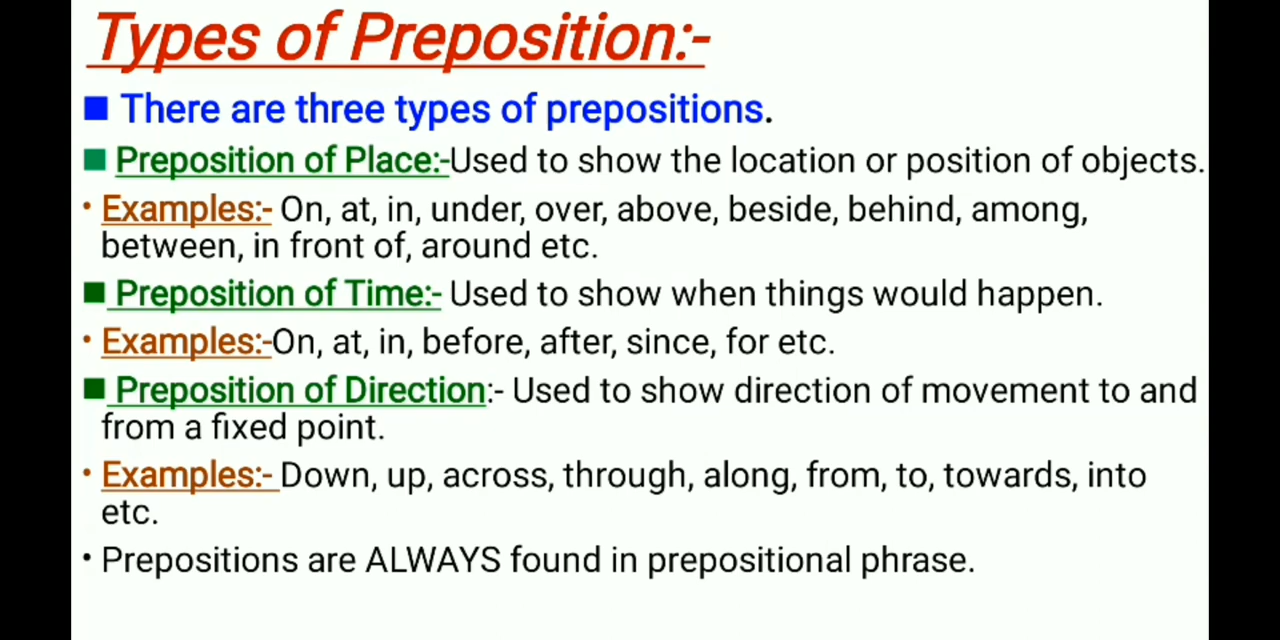 Types of Preposition:-
■ There are three types of prepositions.
■ Preposition of Place:-Used to show the location or position of objects.
• Examples:- On, at, in, under, over, above, beside, behind, among,
between, in front of, around etc.
■ Preposition of Time:- Used to show when things would happen.
• Examples:-On, at, in, before, after, since, for etc.
■ Preposition of Direction:- Used to show direction of movement to and
from a fixed point.
• Examples:- Down, up, across, through, along, from, to, towards, into
etc.
• Prepositions are ALWAYS found in prepositional phrase.